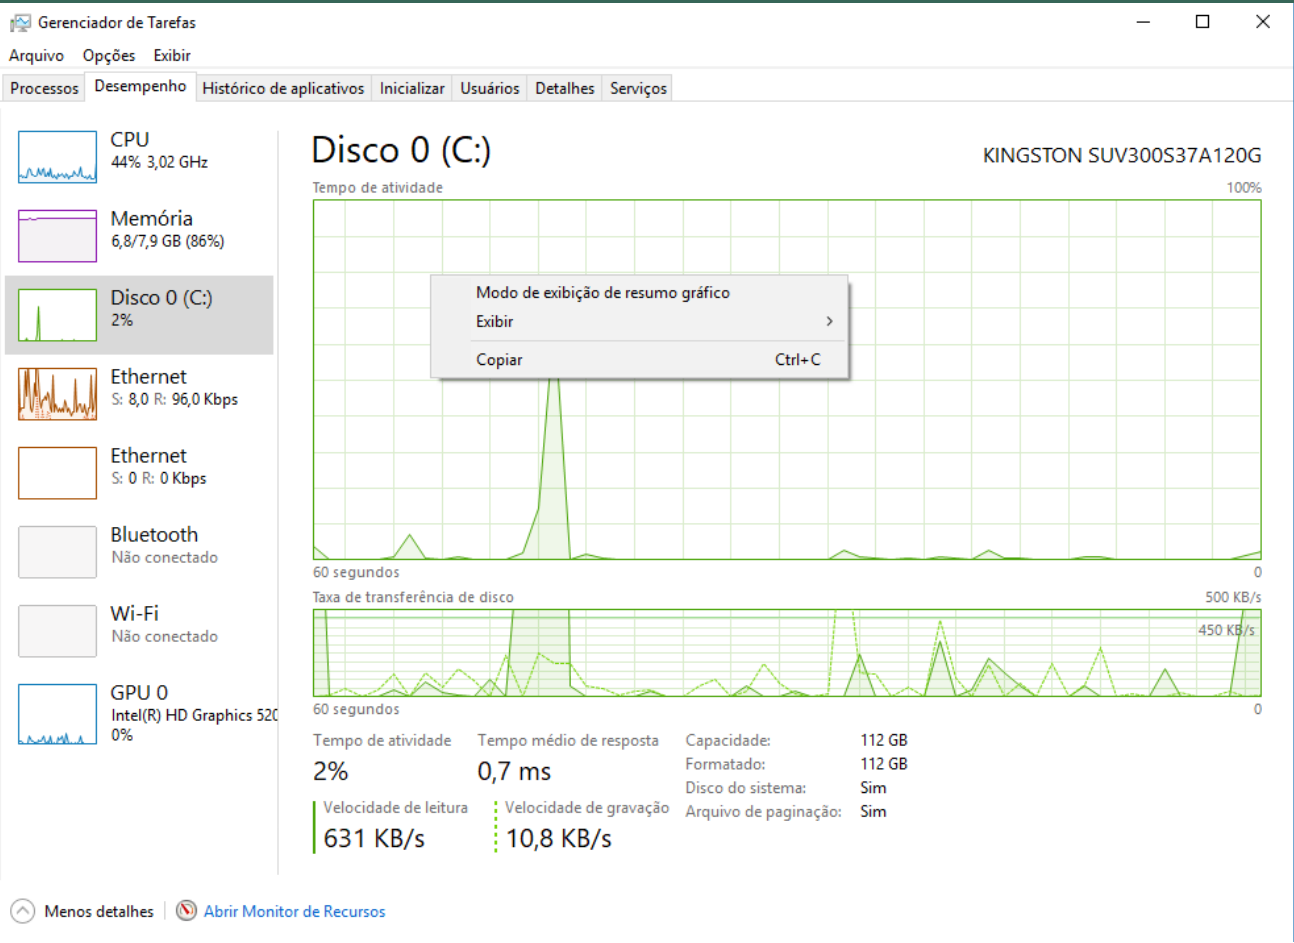 Gerenciador de Tarefas
Arquivo Opções Exibir
Processos Desempenho Histórico de aplicativos Inicializar Usuários Detalhes Serviços
CPU
44% 3,02 GHz
Memória
6,8/7,9 GB (86%)
Disco 0 (C:)
2%
Ethernet
S: 8,0 R: 96,0 Kbps
Ethernet
S: 0 R: 0 Kbps
Bluetooth
Não conectado
Wi-Fi
Não conectado
GPU 0
Intel(R) HD Graphics 520
0%
Disco 0 (C:) KINGSTON SUV300S37A120G
Tempo de atividade 100%
Modo de exibição de resumo gráfico
Exibir
Copiar Ctrl+C
60 segundos 0
Taxa de transferência de disco 500 KB/s
450 KB/s
60 segundos 0
Tempo de atividade
2%
Tempo médio de resposta
0,7 ms
Velocidade de leitura
631 KB/s
Velocidade de gravação
10,8 KB/s
Capacidade: 112 GB
Formatado: 112 GB
Disco do sistema: Sim
Arquivo de paginação: Sim
Menos detalhes Abrir Monitor de Recursos